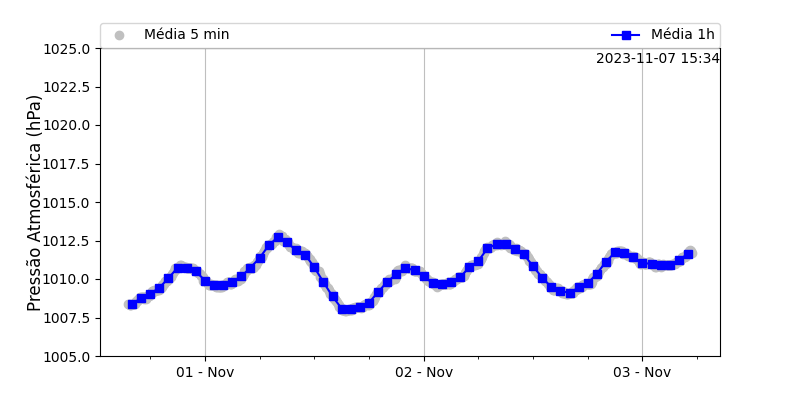 Média 5 min
Média 1h
2023-11-07 15:34
Pressão Atmosférica (hPa)
1025.0
1022.5
1020.0
1017.5
1015.0
1012.5
1010.0
1007.5
1005.0
01 - Nov
02 - Nov
03 - Nov